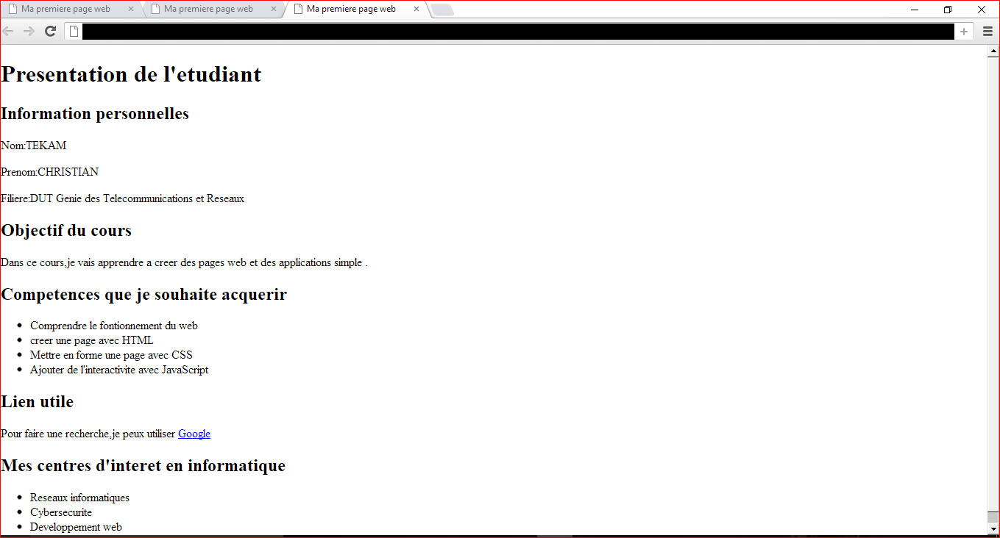 Ma premiere page web
Ma premiere page web
Ma premiere page web
Presentation de l'etudiant
Information personnelles
Nom:TEKAM
Prenom:CHRISTIAN
Filiere:DUT Genie des Telecommunications et Reseaux
Objectif du cours
Dans ce cours,je vais apprendre a creer des pages web et des applications simple .
Competences que je souhaite acquerir
Comprendre le fontionnement du web
creer une page avec HTML
Mettre en forme une page avec CSS
Ajouter de l'interactivite avec JavaScript
Lien utile
Pour faire une recherche,je peux utiliser Google
Mes centres d'interet en informatique
Reseaux informatiques
Cybersecurite
Developpement web